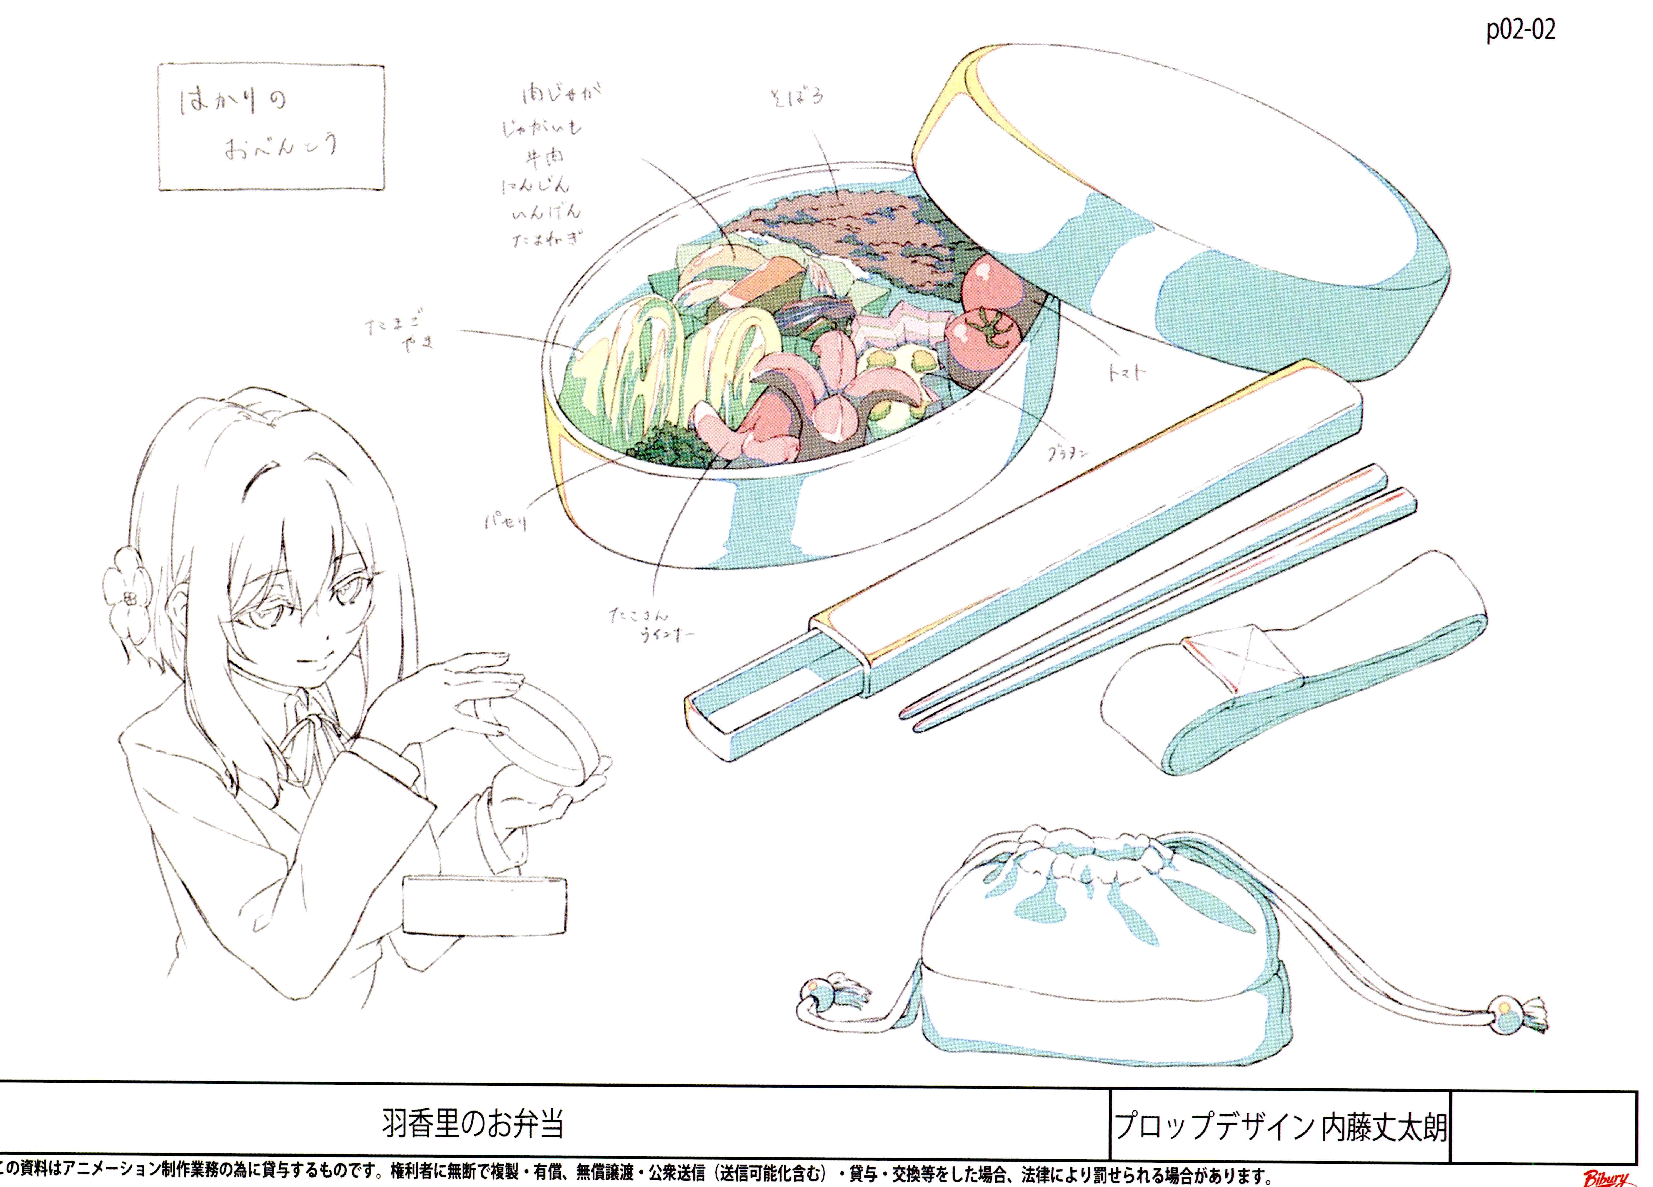 p02-02
はかりの
おべんとう
肉じゃが
じゃがいも
牛肉
にんじん
いんげん
たまねぎ
そぼろ
たまご
やき
トマト
グラタン
パセリ
たこさん
ウインナー
羽香里のお弁当
プロップデザイン 内藤丈太朗
この資料はアニメーション制作業務の為に貸与するものです。権利者に無断で複製・有償、無償譲渡・公衆送信（送信可能化含む）・貸与・交換等をした場合、法律により罰せられる場合があります。
Bibury